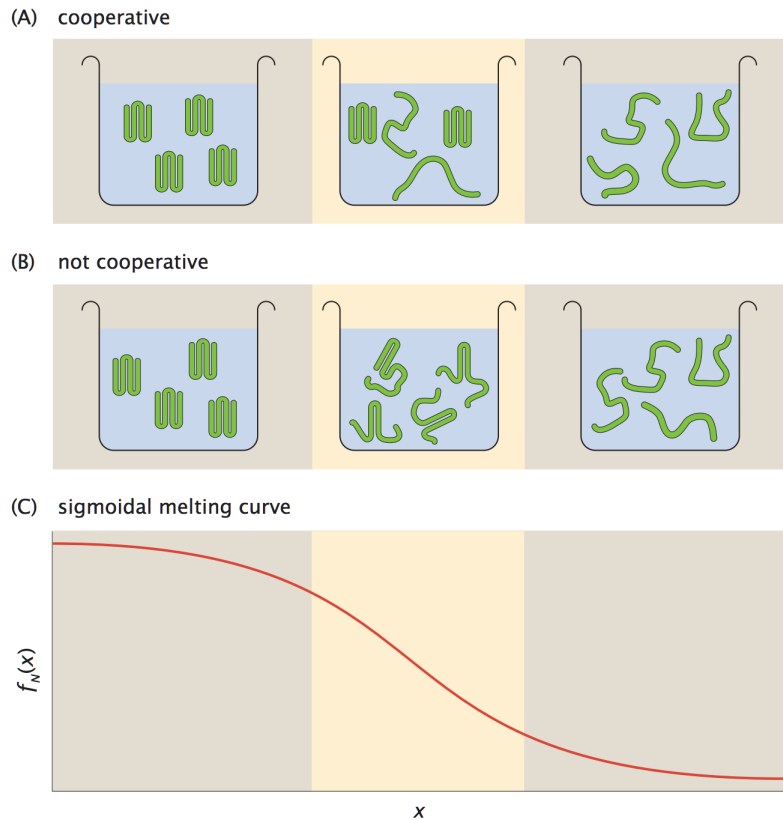 (A) cooperative
(B) not cooperative
(C) sigmoidal melting curve
f_N(x)
x